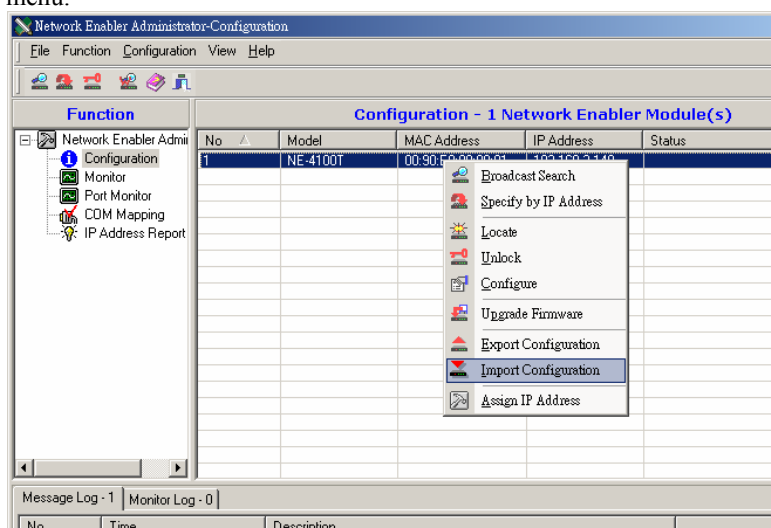 menu.
Network Enabler Administrator-Configuration
File Function Configuration View Help
Function
Configuration - 1 Network Enabler Module(s)
Network Enabler Admi
Configuration
Monitor
Port Monitor
COM Mapping
IP Address Report
No Model MAC Address IP Address Status
1 NE-4100T
Broadcast Search
Specify by IP Address
Locate
Unlock
Configure
Upgrade Firmware
Export Configuration
Import Configuration
Assign IP Address
Message Log - 1 Monitor Log - 0
No Time Description